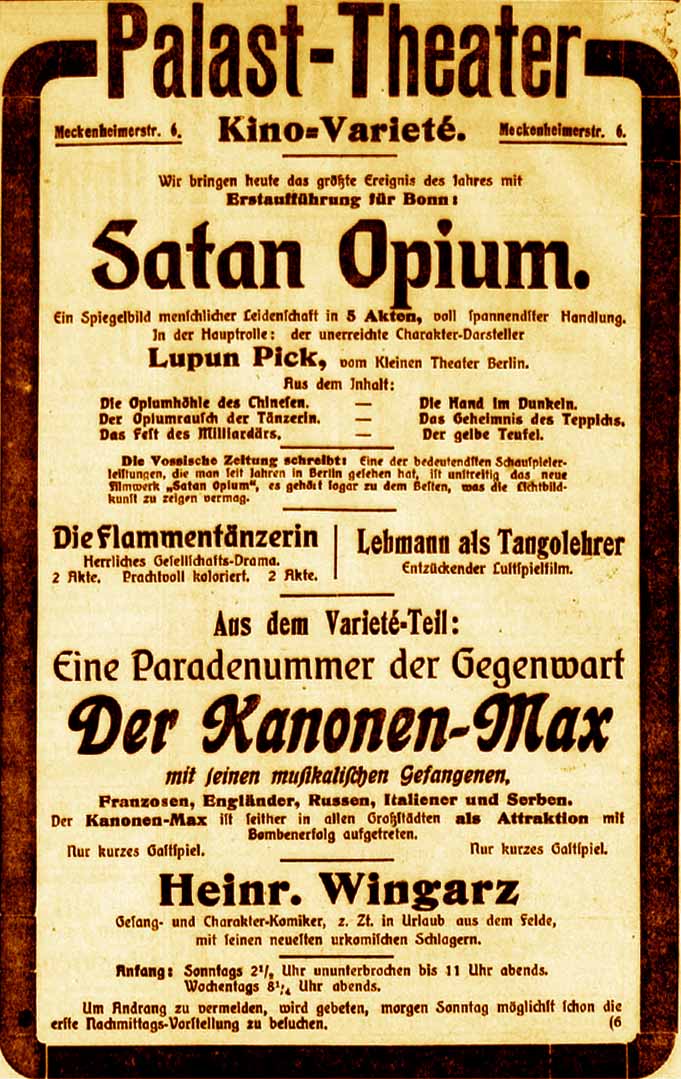 Palast-Theater
Meckenheimerstr. 6. Kino=Varieté. Meckenheimerstr. 6.
Wir bringen heute das größte Ereignis des Jahres mit
Erstaufführung für Bonn:
Satan Opium.
Ein Spiegelbild menſchlicher Leidenſchaft in 5 Akten, voll ſpannendſter Handlung.
In der Hauptrolle: der unerreichte Charakter-Darſteller
Lupun Pick, vom Kleinen Theater Berlin.
Aus dem Inhalt:
Die Opiumhöhle des Chineſen. — Die Hand im Dunkeln.
Der Opiumrauſch der Tänzerin. — Das Geheimnis des Teppichs.
Das Feſt des Milliardärs. — Der gelbe Teufel.
Die Vossische Zeitung schreibt: Eine der bedeutendſten Schauſpieler-
leiſtungen, die man ſeit Jahren in Berlin geſehen hat, iſt unſtreitig das neue
Filmwerk „Satan Opium", es gehört ſogar zu dem Beſten, was die Lichtbild-
kunſt zu zeigen vermag.
Die Flammentänzerin
Herrliches Geſellſchafts-Drama.
2 Akte. Prachtvoll koloriert. 2 Akte.
Lehmann als Tangolehrer
Entzückender Luſtſpielfilm.
Aus dem Varieté-Teil:
Eine Paradenummer der Gegenwart
Der Kanonen-Max
mit ſeinen muſikaliſchen Gefangenen,
Franzosen, Engländer, Russen, Italiener und Serben.
Der Kanonen-Max iſt ſeither in allen Großſtädten als Attraktion mit
Bombenerfolg aufgetreten.
Nur kurzes Gaſtſpiel. Nur kurzes Gaſtſpiel.
Heinr. Wingarz
Geſang- und Charakter-Komiker, z. Zt. in Urlaub aus dem Felde,
mit ſeinen neueſten urkomiſchen Schlagern.
Anfang: Sonntags 2½ Uhr ununterbrochen bis 11 Uhr abends.
Wochentags 8¼ Uhr abends.
Um Andrang zu vermeiden, wird gebeten, morgen Sonntag möglichſt ſchon die
erſte Nachmittags-Vorſtellung zu beſuchen. (6